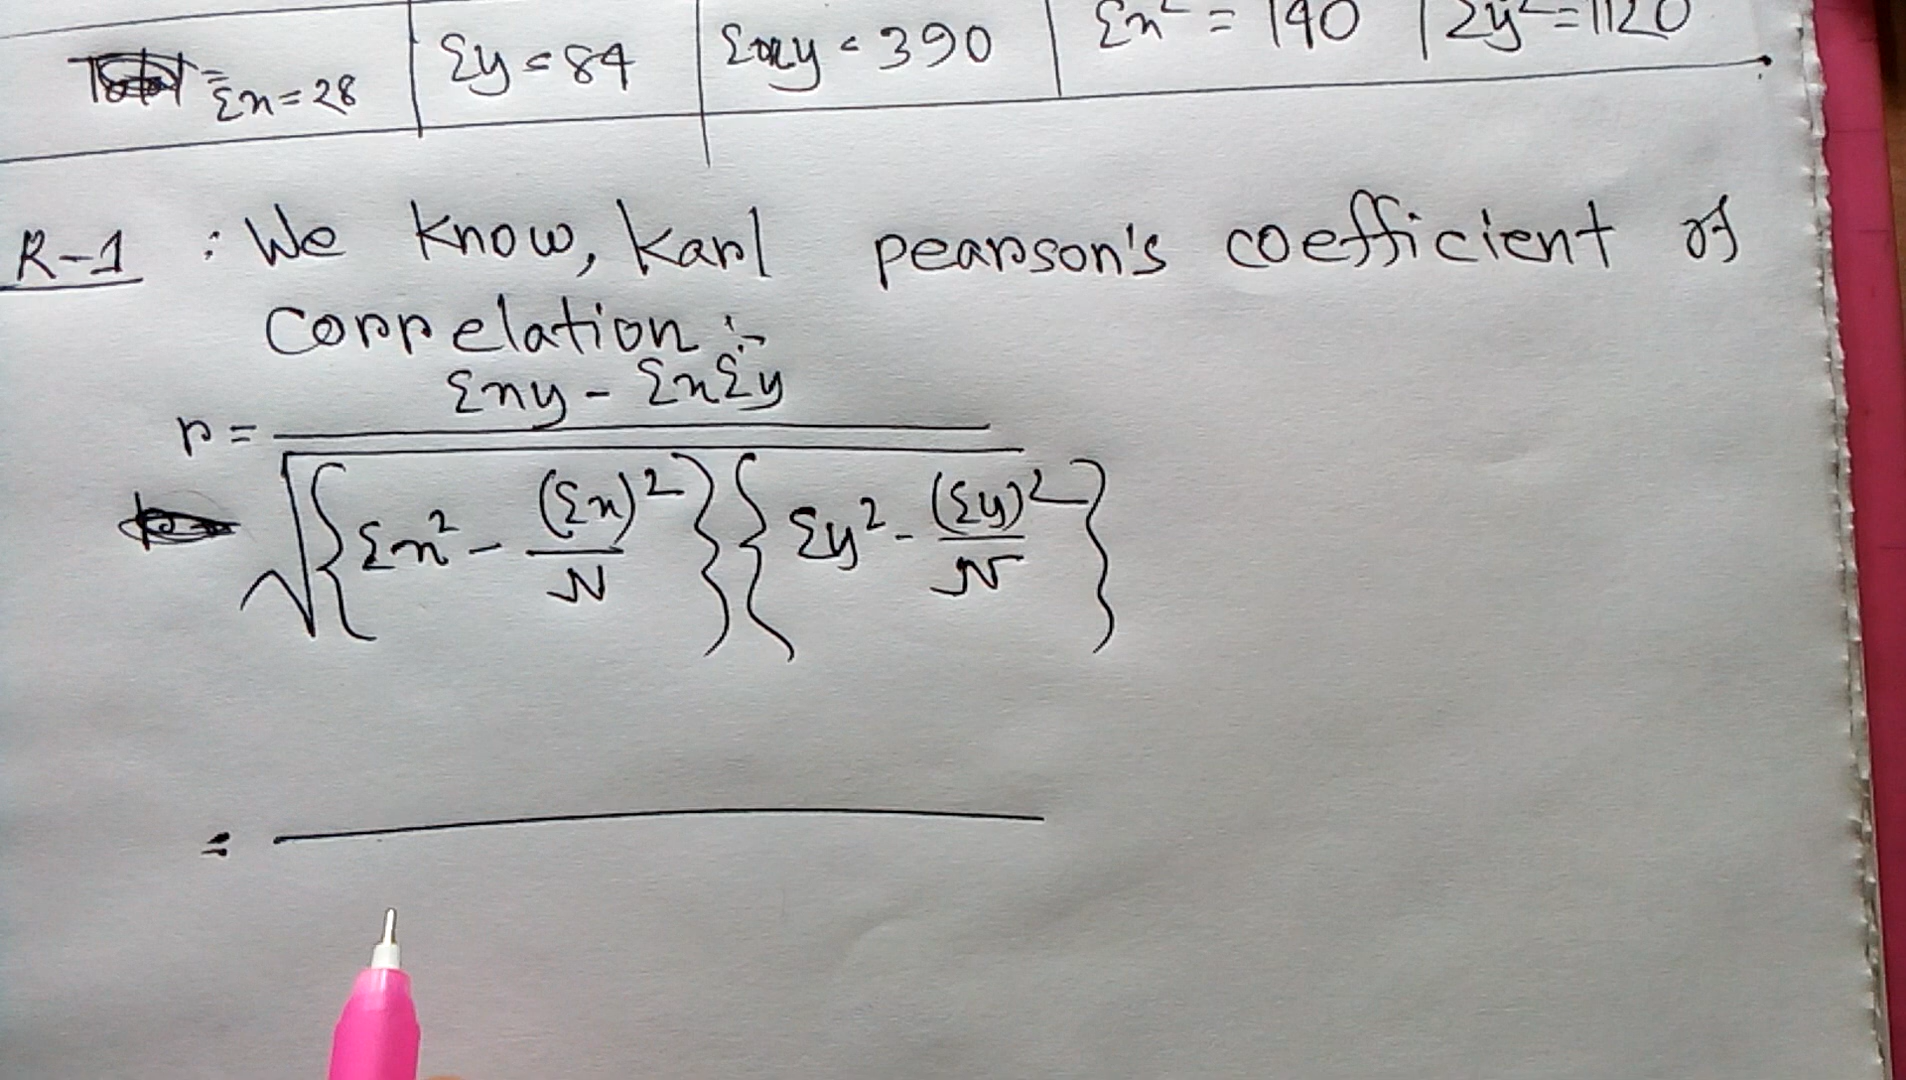 Σx=28 Σy=84 Σxy=390 Σx²=140 Σy²=1120
R-1 : We know, Karl pearson's coefficient of
correlation :-
Σxy - ΣxΣy
r=
√{Σx² - (Σx)²/N}{Σy² - (Σy)²/N}
=